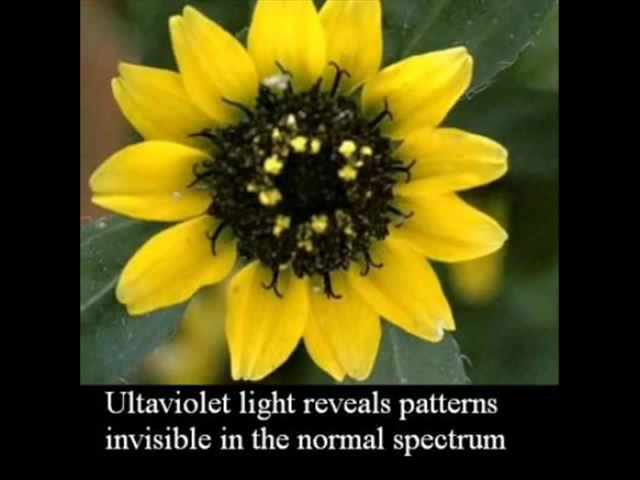 Ultaviolet light reveals patterns
invisible in the normal spectrum